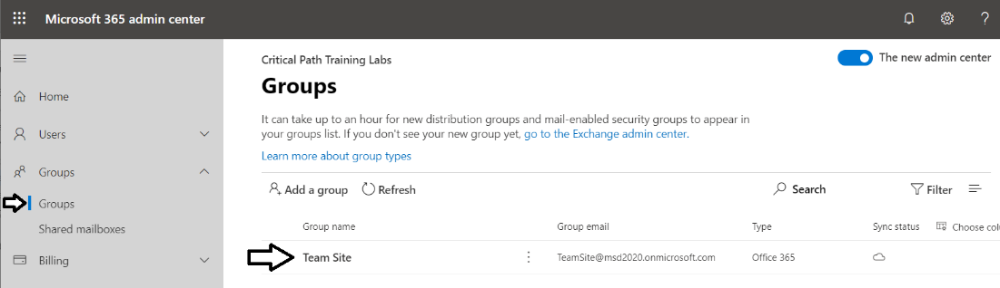 Microsoft 365 admin center
?
Critical Path Training Labs
The new admin center
Groups
Home
Users
Groups
Groups
Shared mailboxes
Billing
It can take up to an hour for new distribution groups and mail-enabled security groups to appear in
your groups list. If you don't see your new group yet, go to the Exchange admin center.
Learn more about group types
Add a group Refresh Search Filter
Group name Group email Type Sync status Choose colu
Team Site TeamSite@msd2020.onmicrosoft.com Office 365